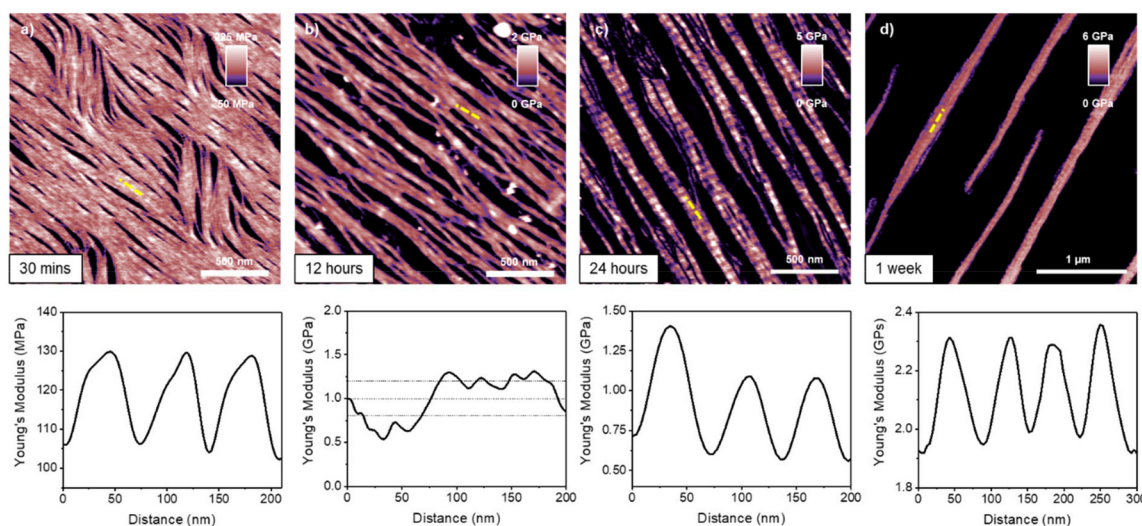 a)
225 MPa
50 MPa
30 mins
500 nm
b)
2 GPa
0 GPa
12 hours
500 nm
c)
5 GPa
0 GPa
24 hours
500 nm
d)
6 GPa
0 GPa
1 week
1 µm
140
130
120
110
100
Young's Modulus (MPa)
0 50 100 150 200
Distance (nm)
2.0
1.5
1.0
0.5
0.0
Young's Modulus (GPa)
0 50 100 150 200
Distance (nm)
1.50
1.25
1.00
0.75
0.50
Young's Modulus (GPa)
0 50 100 150 200
Distance (nm)
2.4
2.2
2.0
1.8
Young's Modulus (GPs)
0 50 100 150 200 250 300
Distance (nm)